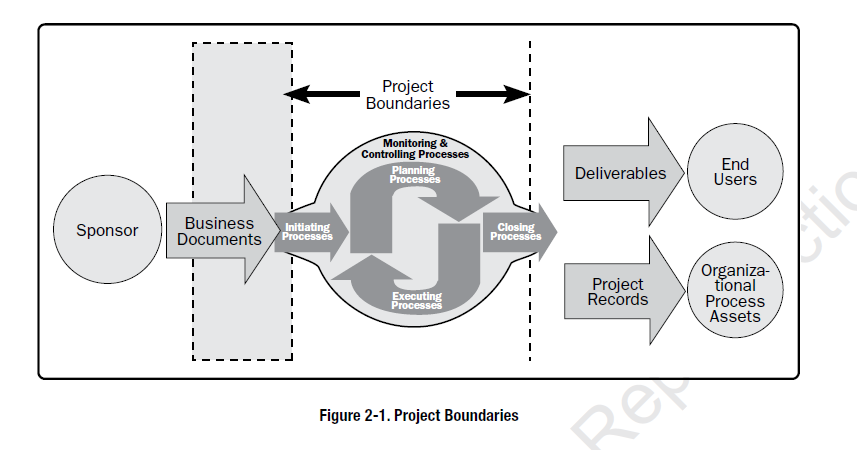 Project
Boundaries
Monitoring &
Controlling Processes
Planning
Processes
Sponsor
Business
Documents
Initiating
Processes
Closing
Processes
Executing
Processes
Deliverables
End
Users
Project
Records
Organiza-
tional
Process
Assets
Figure 2-1. Project Boundaries